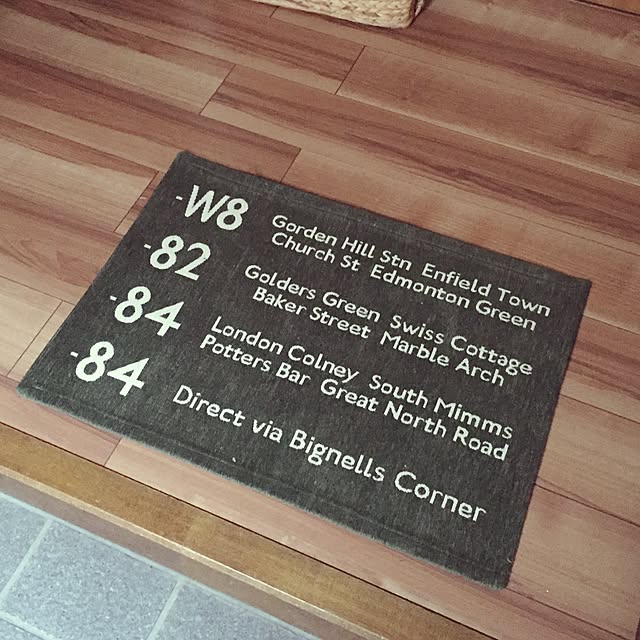 -W8 Gorden Hill Stn Enfield Town
Church St Edmonton Green
-82 Golders Green Swiss Cottage
Baker Street Marble Arch
-84 London Colney South Mimms
Potters Bar Great North Road
-84 Direct via Bignells Corner